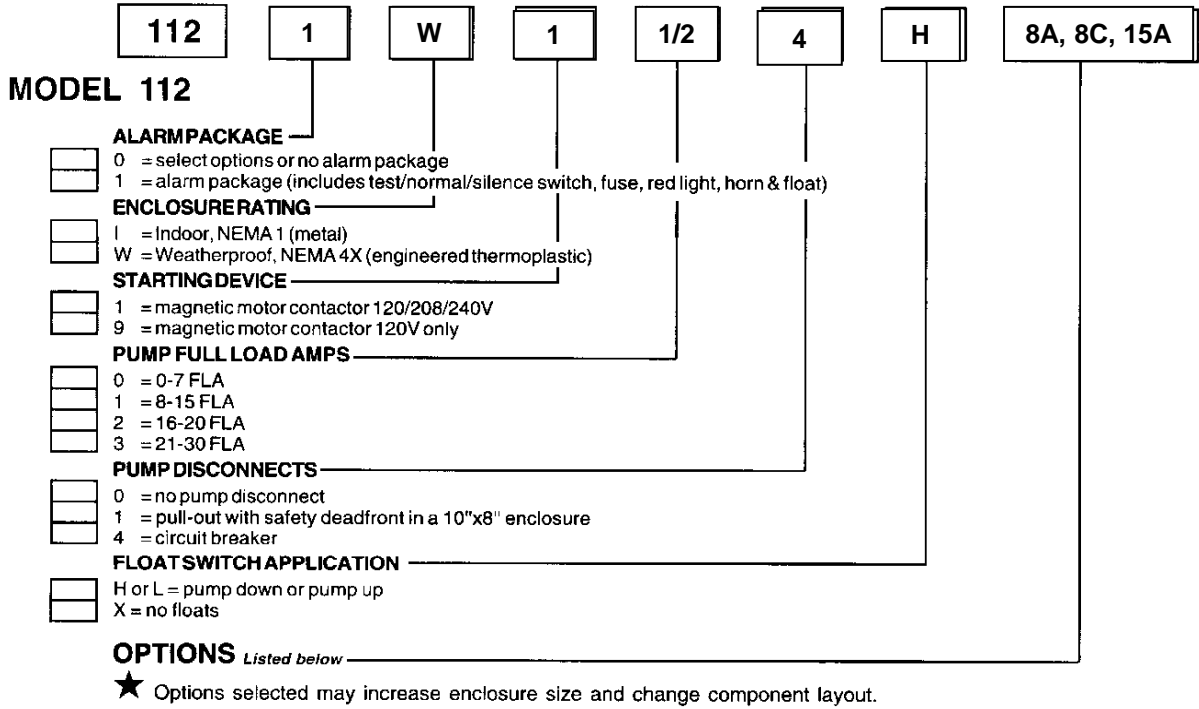 112 1 W 1 1/2 4 H 8A, 8C, 15A
MODEL 112
ALARM PACKAGE
0 = select options or no alarm package
1 = alarm package (includes test/normal/silence switch, fuse, red light, horn & float)
ENCLOSURE RATING
I = Indoor, NEMA 1 (metal)
W = Weatherproof, NEMA 4X (engineered thermoplastic)
STARTING DEVICE
1 = magnetic motor contactor 120/208/240V
9 = magnetic motor contactor 120V only
PUMP FULL LOAD AMPS
0 = 0-7 FLA
1 = 8-15 FLA
2 = 16-20 FLA
3 = 21-30 FLA
PUMP DISCONNECTS
0 = no pump disconnect
1 = pull-out with safety deadfront in a 10"x8" enclosure
4 = circuit breaker
FLOAT SWITCH APPLICATION
H or L = pump down or pump up
X = no floats
OPTIONS Listed below
★ Options selected may increase enclosure size and change component layout.